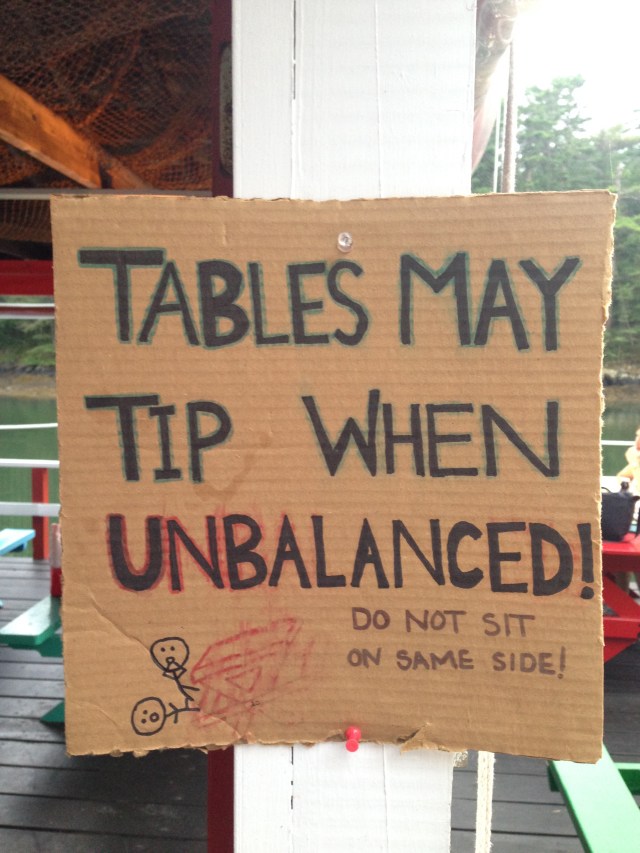 TABLES MAY
TIP WHEN
UNBALANCED!
DO NOT SIT
ON SAME SIDE!